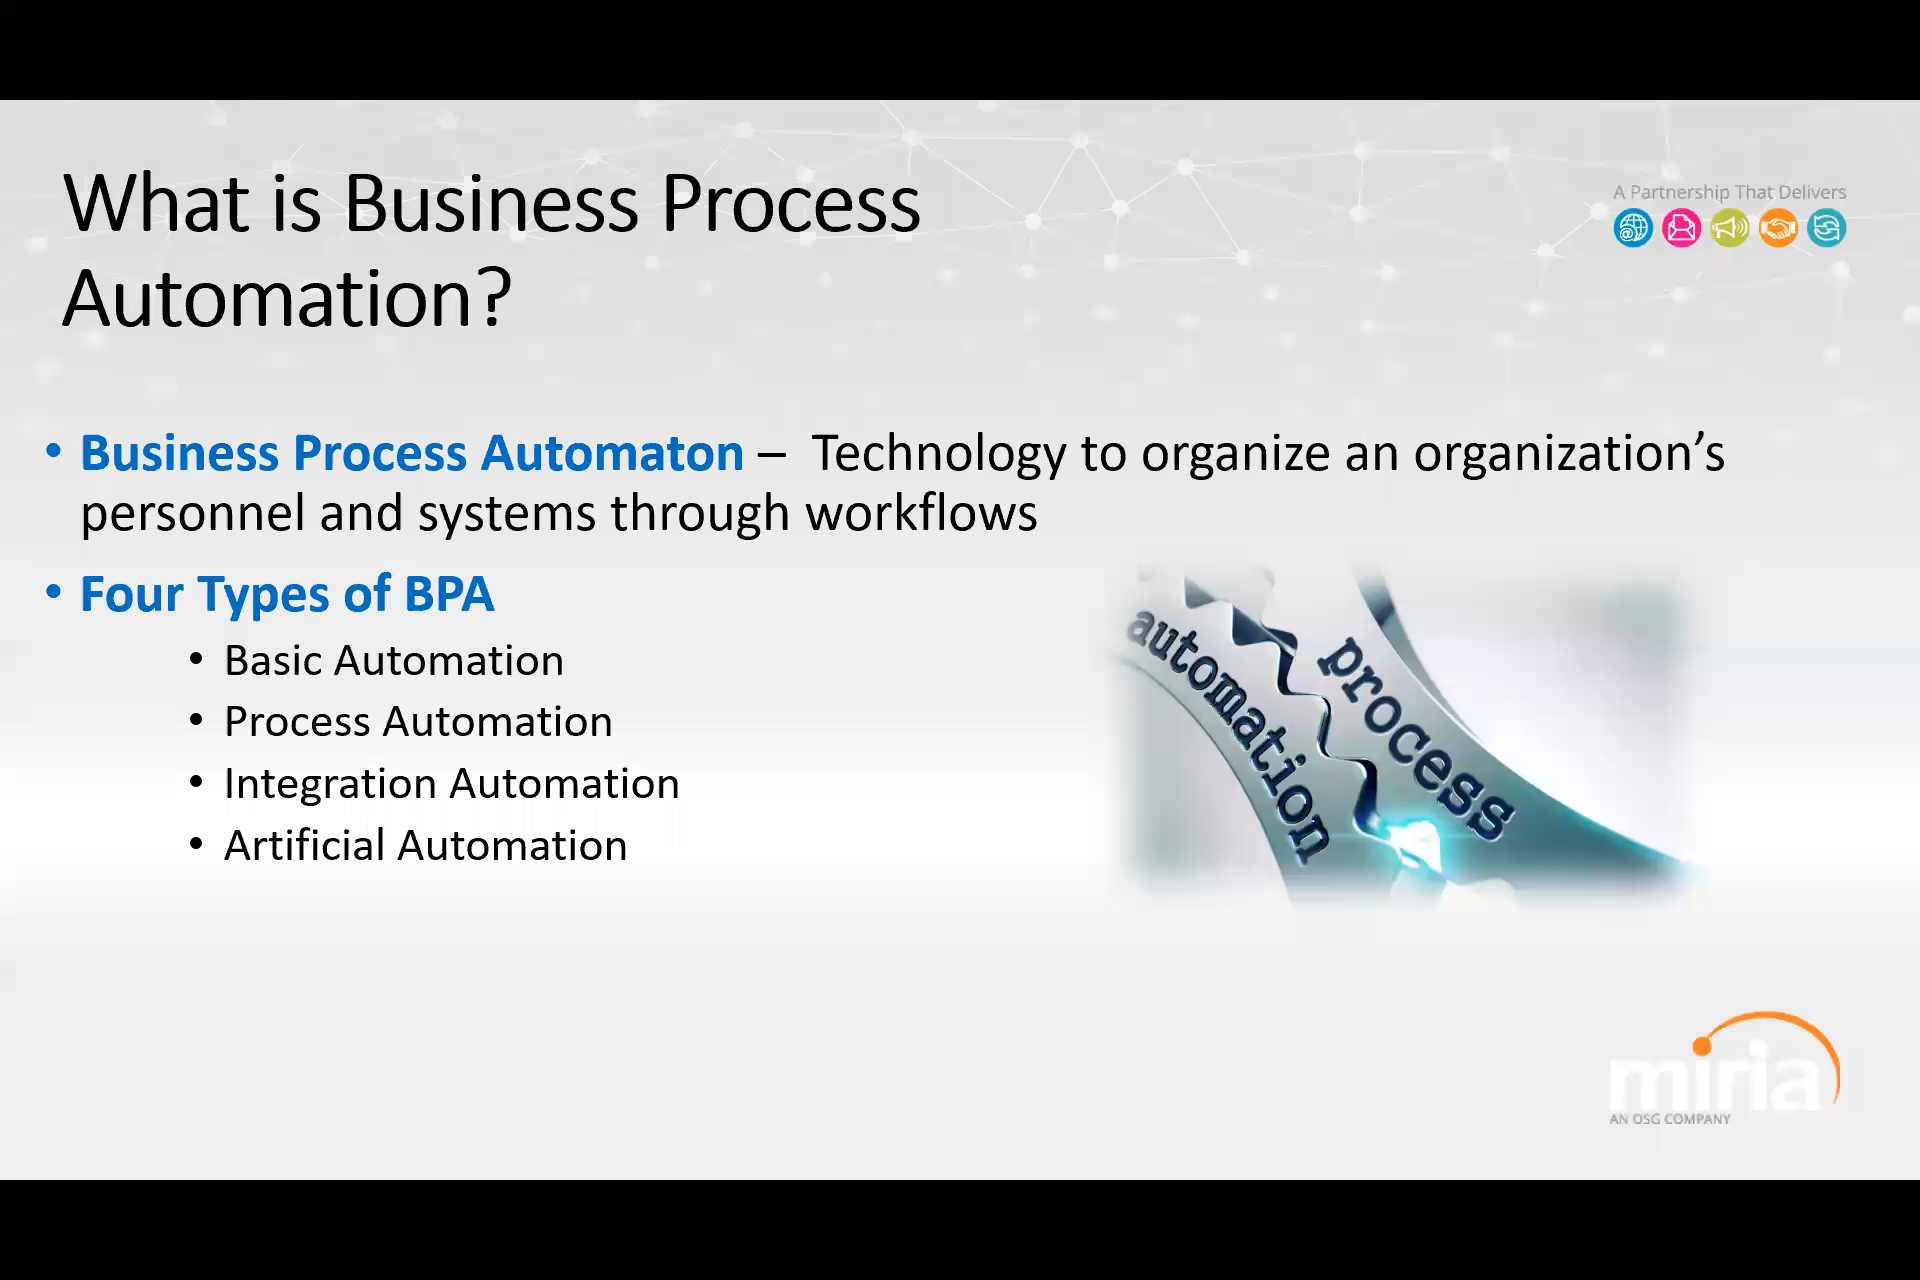 What is Business Process
Automation?
A Partnership That Delivers
• Business Process Automaton – Technology to organize an organization’s
personnel and systems through workflows
• Four Types of BPA
• Basic Automation
• Process Automation
• Integration Automation
• Artificial Automation
automation
process
miria
AN OSG COMPANY